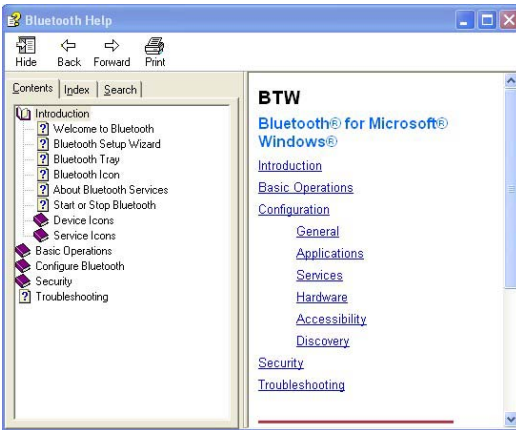 Bluetooth Help
Hide Back Forward Print
Contents Index Search
Introduction
Welcome to Bluetooth
Bluetooth Setup Wizard
Bluetooth Tray
Bluetooth Icon
About Bluetooth Services
Start or Stop Bluetooth
Device Icons
Service Icons
Basic Operations
Configure Bluetooth
Security
Troubleshooting
BTW
Bluetooth® for Microsoft®
Windows®
Introduction
Basic Operations
Configuration
General
Applications
Services
Hardware
Accessibility
Discovery
Security
Troubleshooting